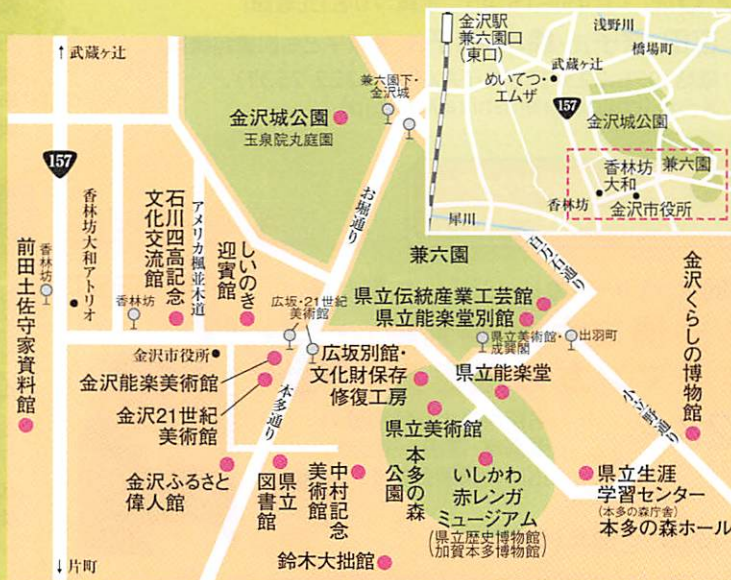 金沢駅
兼六園口
(東口)
浅野川
橋場町
武蔵ヶ辻
めいてつ・
エムザ
157
金沢城公園
兼六園
香林坊
大和
香林坊
金沢市役所
犀川
↑武蔵ヶ辻
157
兼六園下・
金沢城
金沢城公園
玉泉院丸庭園
お堀通り
兼六園
百万石通り
香林坊大和アトリオ
香林坊
前田土佐守家資料館
石川四高記念
文化交流館
アメリカ楓並木道
しいのき
迎賓館
香林坊
広坂・21世紀
美術館
県立伝統産業工芸館
県立能楽堂別館
県立美術館・
成巽閣
出羽町
金沢くらしの博物館
金沢市役所
金沢能楽美術館
金沢21世紀
美術館
本多通り
広坂別館・
文化財保存
修復工房
県立能楽堂
県立美術館
小立野通り
金沢ふるさと
偉人館
県立
図書館
中村記念
美術館
本多の森
公園
いしかわ
赤レンガ
ミュージアム
(県立歴史博物館
加賀本多博物館)
県立生涯
学習センター
(本多の森庁舎)
本多の森ホール
鈴木大拙館
↓片町